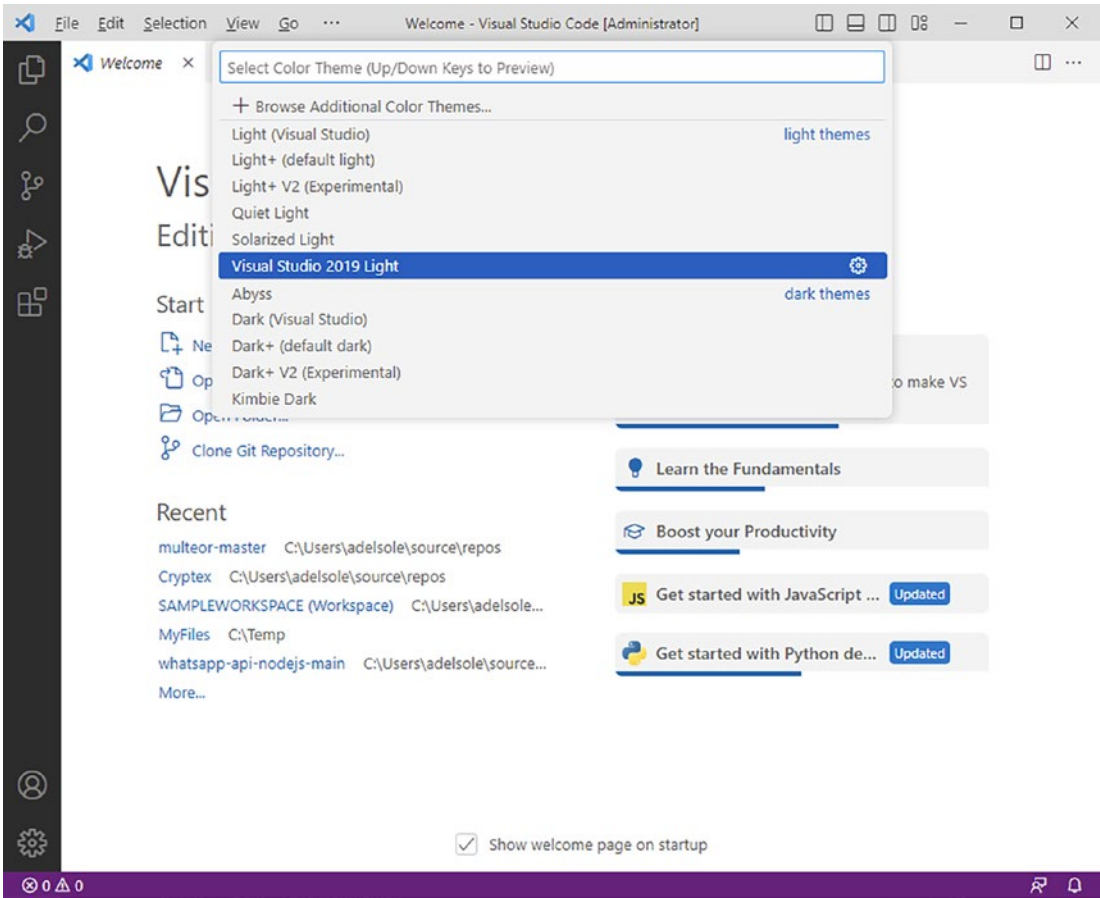 File Edit Selection View Go ··· Welcome - Visual Studio Code [Administrator]
Welcome
Select Color Theme (Up/Down Keys to Preview)
+ Browse Additional Color Themes...
Light (Visual Studio) light themes
Light+ (default light)
Light+ V2 (Experimental)
Quiet Light
Solarized Light
Visual Studio 2019 Light
Abyss dark themes
Dark (Visual Studio)
Dark+ (default dark)
Dark+ V2 (Experimental)
Kimbie Dark
Vis
Editi
Start
Ne
Op
Open Folder...
Clone Git Repository...
Recent
multeor-master C:\Users\adelsole\source\repos
Cryptex C:\Users\adelsole\source\repos
SAMPLEWORKSPACE (Workspace) C:\Users\adelsole...
MyFiles C:\Temp
whatsapp-api-nodejs-main C:\Users\adelsole\source...
More...
to make VS
Learn the Fundamentals
Boost your Productivity
JS Get started with JavaScript ... Updated
Get started with Python de... Updated
Show welcome page on startup
0 0